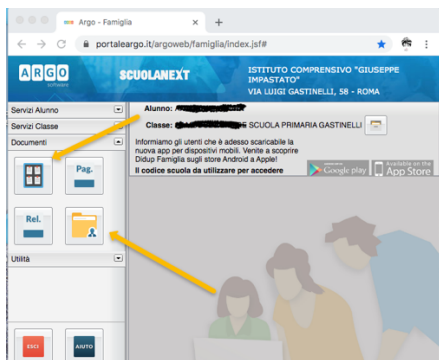 Argo - Famiglia
portaleargo.it/argoweb/famiglia/index.jsf#
ARGO
software
SCUOLANEXT
ISTITUTO COMPRENSIVO "GIUSEPPE
IMPASTATO"
VIA LUIGI GASTINELLI, 58 - ROMA
Servizi Alunno
Servizi Classe
Documenti
Pag.
Rel.
Utilità
ESCI
AIUTO
Alunno:
Classe: SCUOLA PRIMARIA GASTINELLI
Informiamo gli utenti che è adesso scaricabile la
nuova app per dispositivi mobili. Venite a scoprire
Didup Famiglia sugli store Android a Apple!
Il codice scuola da utilizzare per accedere
Google play
Available on the
App Store